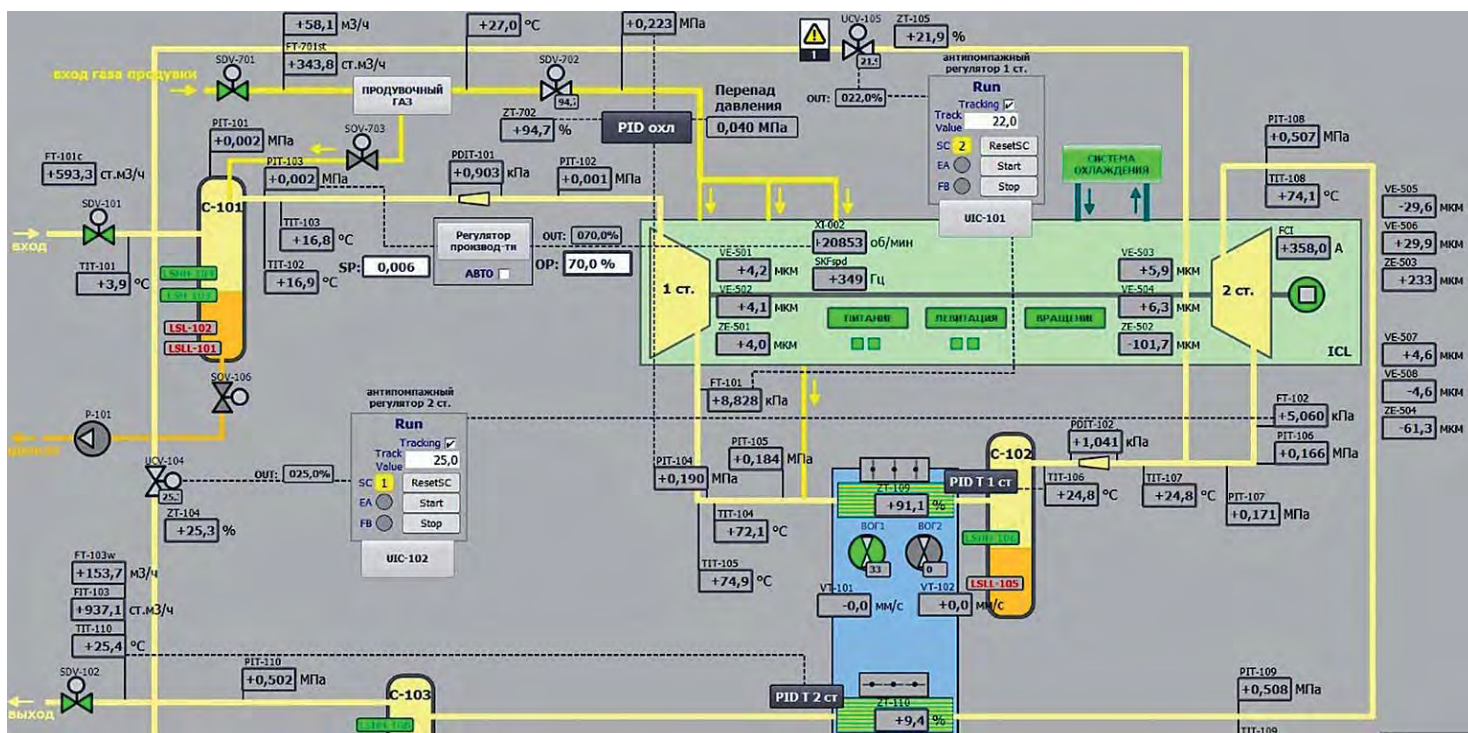 +58,1 м3/ч
FT-701st
+343,8 ст.м3/ч
+27,0 °C
+0,223 МПа
UCV-105
21,9
ZT-105
+21,9 %
1
SDV-701
вход газа продувки
ПРОДУВОЧНЫЙ
ГАЗ
SDV-702
94,7
ZT-702
+94,7 %
PID охл
Перепад
давления
0,040 МПа
OUT: 022,0%
антипомпажный
регулятор 1 ст.
Run
Tracking
Track
Value 22,0
SC 2 ResetSC
EA Start
FB Stop
UIC-101
СИСТЕМА
ОХЛАЖДЕНИЯ
PIT-108
+0,507 МПа
TIT-108
+74,1 °C
PIT-101
+0,002 МПа
SOV-703
FT-101c
+593,3 ст.м3/ч
PIT-103
+0,002 МПа
PDIT-101
+0,903 кПа
PIT-102
+0,001 МПа
SDV-101
вход
TIT-101
+3,9 °C
C-101
TIT-103
+16,8 °C
TIT-102
+16,9 °C
LSL-102
LSLL-101
Регулятор
производ-ти
АВТО
OUT: 070,0%
SP: 0,006
OP: 70,0 %
XI-002
+20853 об/мин
SKFspd
+349 Гц
1 ст.
VE-501
+4,2 мкм
VE-502
+4,1 мкм
ZE-501
+4,0 мкм
ПИТАНИЕ
ЛЕВИТАЦИЯ
ВРАЩЕНИЕ
VE-503
+5,9 мкм
VE-504
+6,3 мкм
ZE-502
-101,7 мкм
2 ст.
FCI
+358,0 A
ICL
VE-505
-29,6 мкм
VE-506
+29,9 мкм
ZE-503
+233 мкм
VE-507
+4,6 мкм
VE-508
-4,6 мкм
ZE-504
-61,3 мкм
SOV-106
P-101
UCV-104
ZT-104
+25,3 %
OUT: 025,0%
антипомпажный
регулятор 2 ст.
Run
Tracking
Track
Value 25,0
SC 1 ResetSC
EA Start
FB Stop
UIC-102
FT-101
+8,828 кПа
PIT-104
+0,190 МПа
PIT-105
+0,184 МПа
TIT-104
+72,1 °C
TIT-105
+74,9 °C
ZT-109
+91,1 %
ВОГ1
33
ВОГ2
0
VT-101
-0,0 мм/с
VT-102
+0,0 мм/с
PID T 1 ст
C-102
LSLL-105
PDIT-102
+1,041 кПа
FT-102
+5,060 кПа
PIT-106
+0,166 МПа
TIT-106
+24,8 °C
TIT-107
+24,8 °C
PIT-107
+0,171 МПа
FT-103w
+153,7 м3/ч
FIT-103
+937,1 ст.м3/ч
TIT-110
+25,4 °C
SDV-102
выход
PIT-110
+0,502 МПа
C-103
PID T 2 ст
ZT-110
+9,4 %
PIT-109
+0,508 МПа
TIT-109